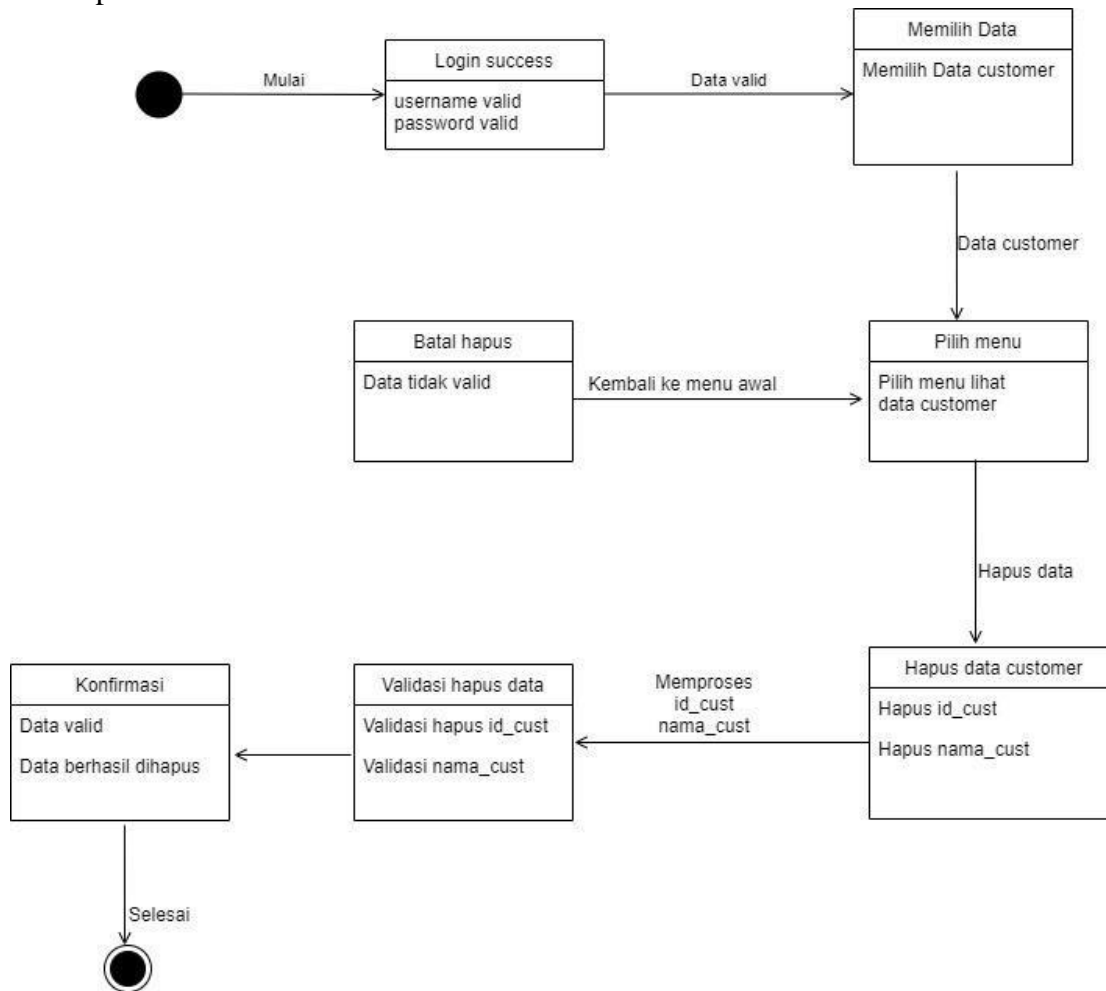 Memilih Data
Login success
Mulai
Data valid
Memilih Data customer
username valid
password valid
Data customer
Batal hapus
Pilih menu
Data tidak valid
Kembali ke menu awal
Pilih menu lihat
data customer
Hapus data
Konfirmasi
Validasi hapus data
Memproses
id_cust
nama_cust
Hapus data customer
Data valid
Validasi hapus id_cust
Hapus id_cust
Data berhasil dihapus
Validasi nama_cust
Hapus nama_cust
Selesai